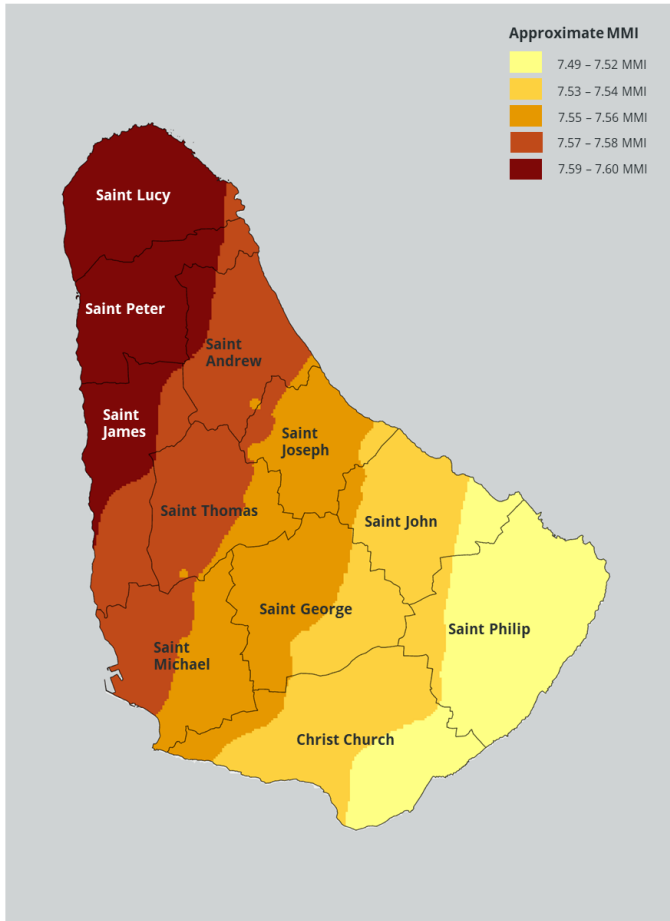 Approximate MMI
7.49 – 7.52 MMI
7.53 – 7.54 MMI
7.55 – 7.56 MMI
7.57 – 7.58 MMI
7.59 – 7.60 MMI
Saint Lucy
Saint Peter
Saint
Andrew
Saint
James
Saint
Joseph
Saint Thomas
Saint John
Saint George
Saint Philip
Saint
Michael
Christ Church